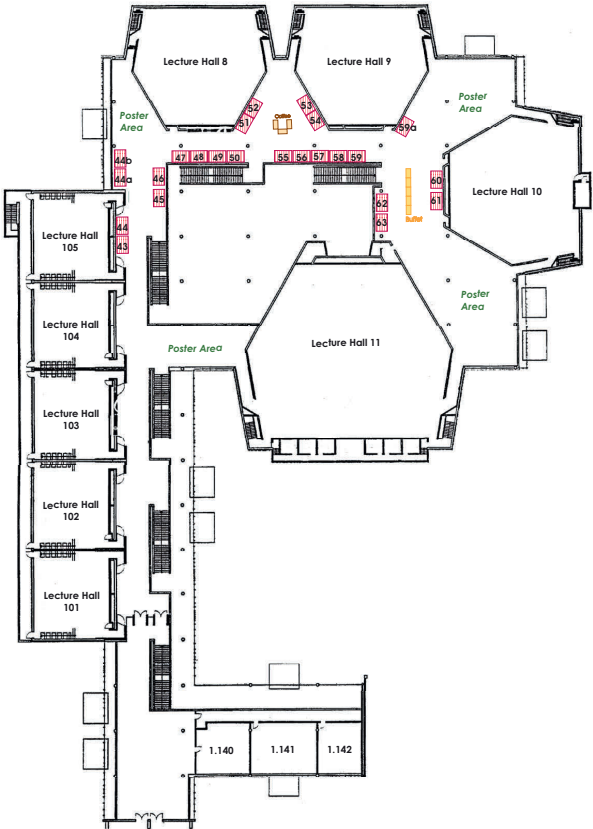 Lecture Hall 8
Lecture Hall 9
52
51
Coffee
53
54
Poster
Area
Poster
Area
59a
47
48
49
50
55
56
57
58
59
44b
44a
46
45
60
61
Lecture Hall 10
62
63
Buffet
44
43
Lecture Hall
105
Poster
Area
Lecture Hall
104
Poster Area
Lecture Hall 11
Lecture Hall
103
Lecture Hall
102
Lecture Hall
101
1.140
1.141
1.142